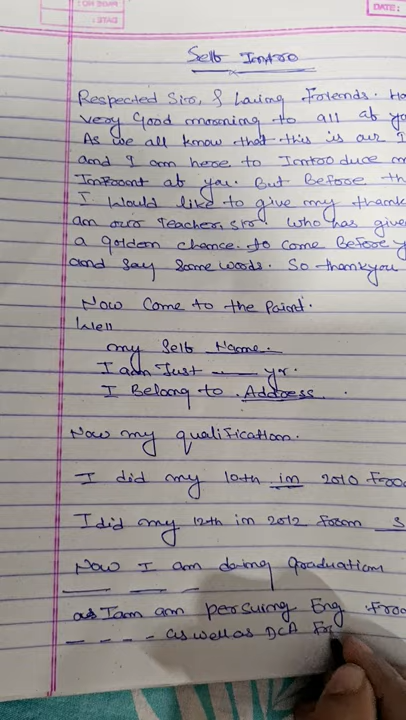 DATE:
Self Intro
Respected Sir, & Loving Friends.
very Good morning to all of yo
As we all know that this is our I
and I am here to Introduce m
Infront of you. But Before th
I would like to give my thank
an our Teacher, sir who has give
a golden chance. to come Before y
and say some words. So thankyou
Now Come to the Point.
Well
my Self Name.
I am Just ___ yr.
I Belong to . Address .
Now my qualification.
I did my 10th in 2010 From
I did my 12th in 2012 from S
Now I am doing graduation
as I am am persuing Eng. From
_ _ _ _ as well as DCA Fr